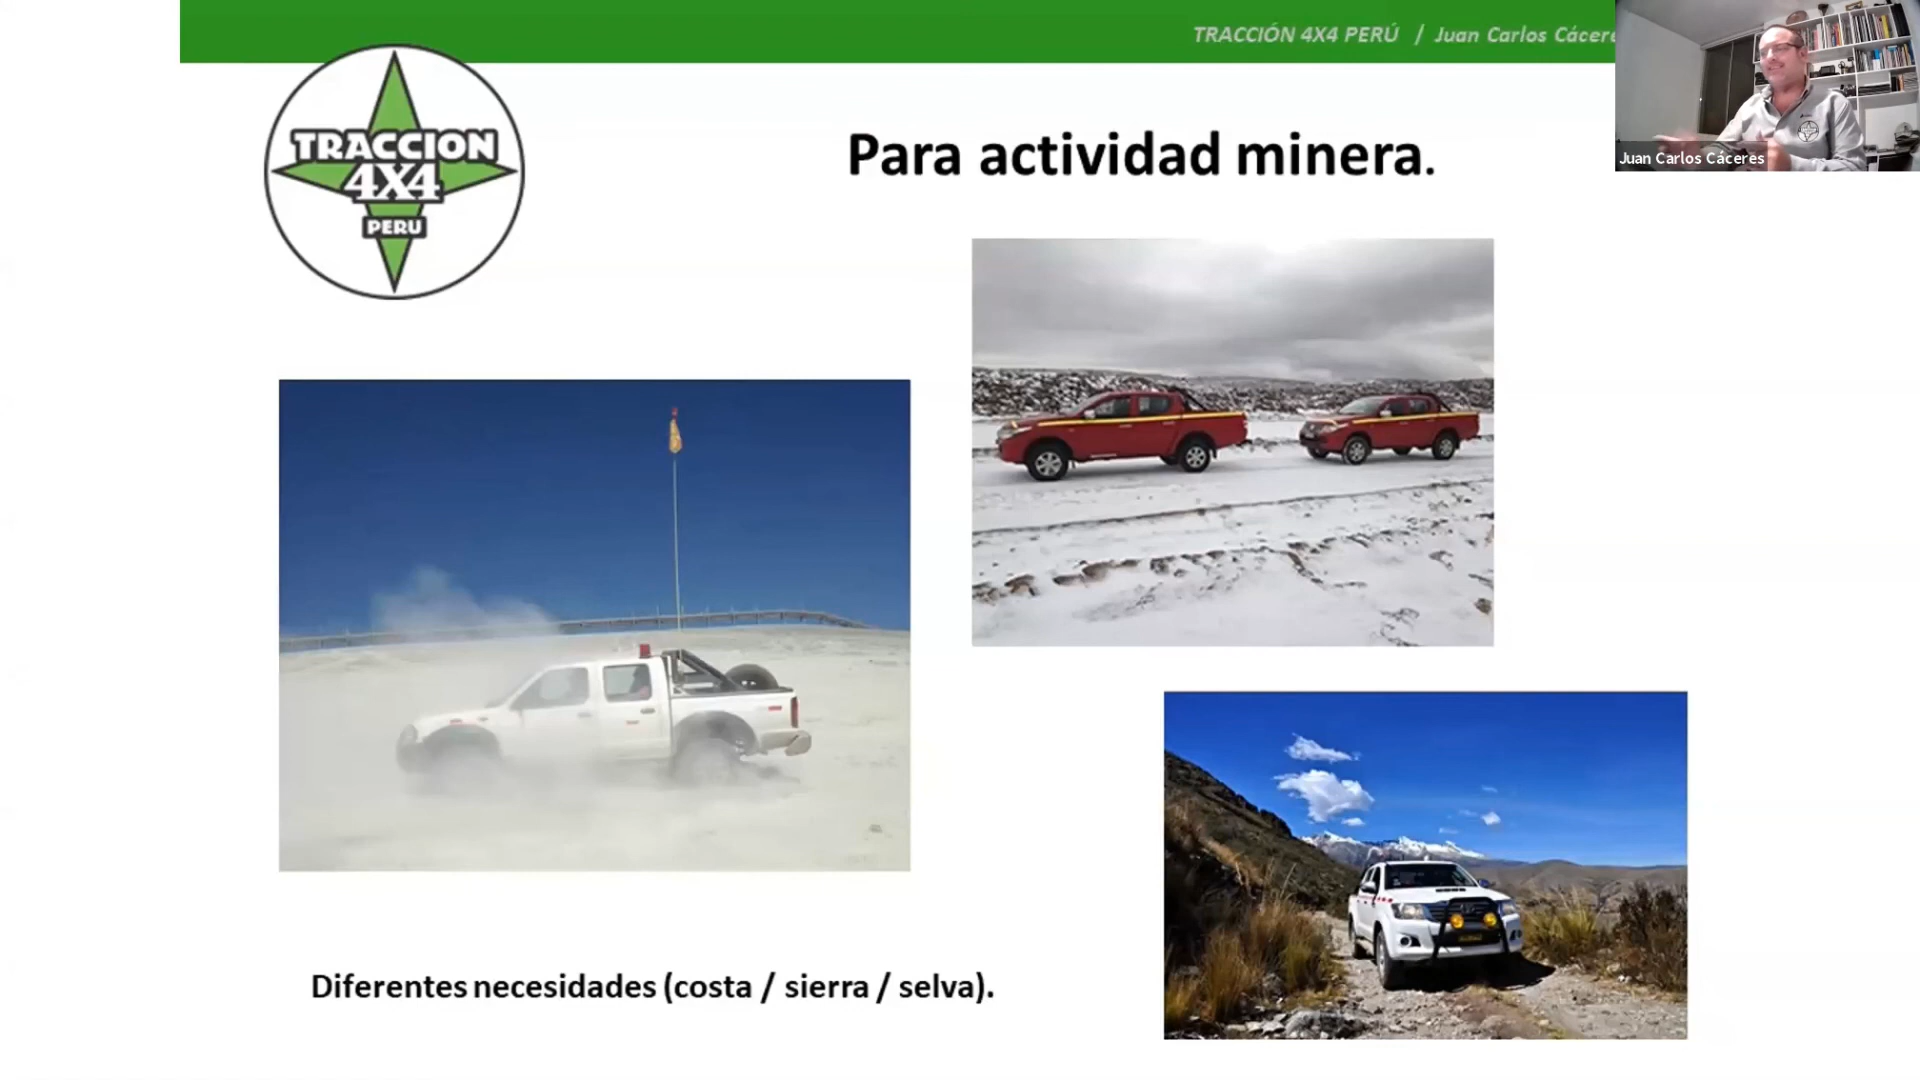 TRACCIÓN 4X4 PERÚ / Juan Carlos Cácere
TRACCION
4X4
PERU
Para actividad minera.
Juan Carlos Cáceres
Diferentes necesidades (costa / sierra / selva).